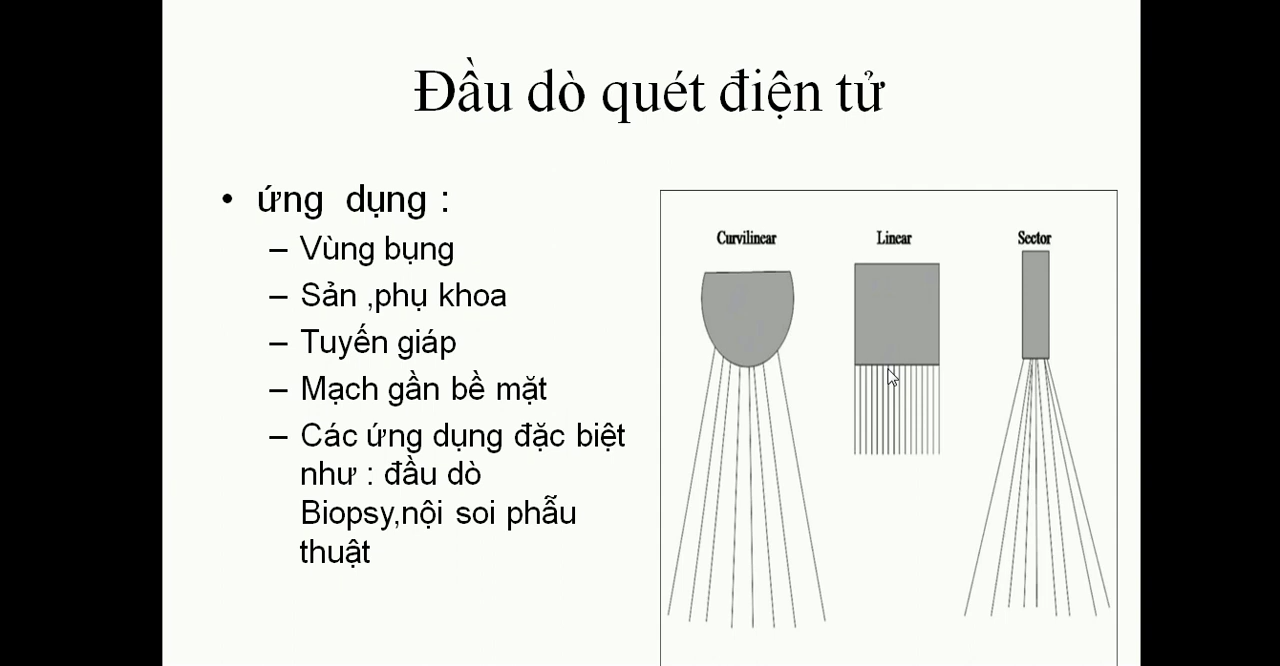 Đầu dò quét điện tử
• ứng dụng :
– Vùng bụng
– Sản ,phụ khoa
– Tuyến giáp
– Mạch gần bề mặt
– Các ứng dụng đặc biệt
như : đầu dò
Biopsy,nội soi phẫu
thuật
Curvilinear Linear Sector